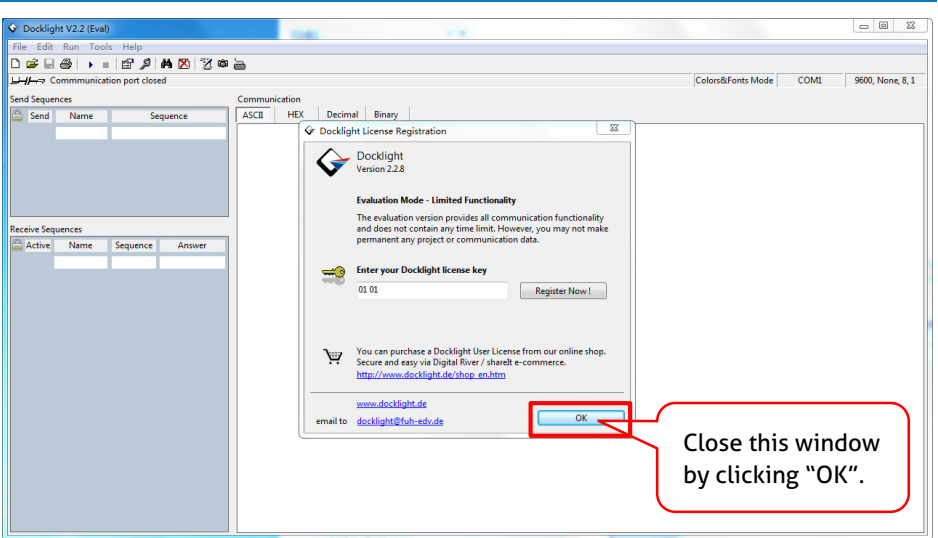 Docklight V2.2 (Eval)
File Edit Run Tools Help
Commmunication port closed
Colors&Fonts Mode COM1 9600, None, 8, 1
Send Sequences
Send Name Sequence
Communication
ASCII HEX Decimal Binary
Docklight License Registration
Docklight
Version 2.2.8
Evaluation Mode - Limited Functionality
The evaluation version provides all communication functionality
and does not contain any time limit. However, you may not make
permanent any project or communication data.
Receive Sequences
Active Name Sequence Answer
Enter your Docklight license key
01 01
Register Now !
You can purchase a Docklight User License from our online shop.
Secure and easy via Digital River / shareIt e-commerce.
http://www.docklight.de/shop_en.htm
www.docklight.de
email to docklight@fuh-edv.de
OK
Close this window
by clicking “OK”.